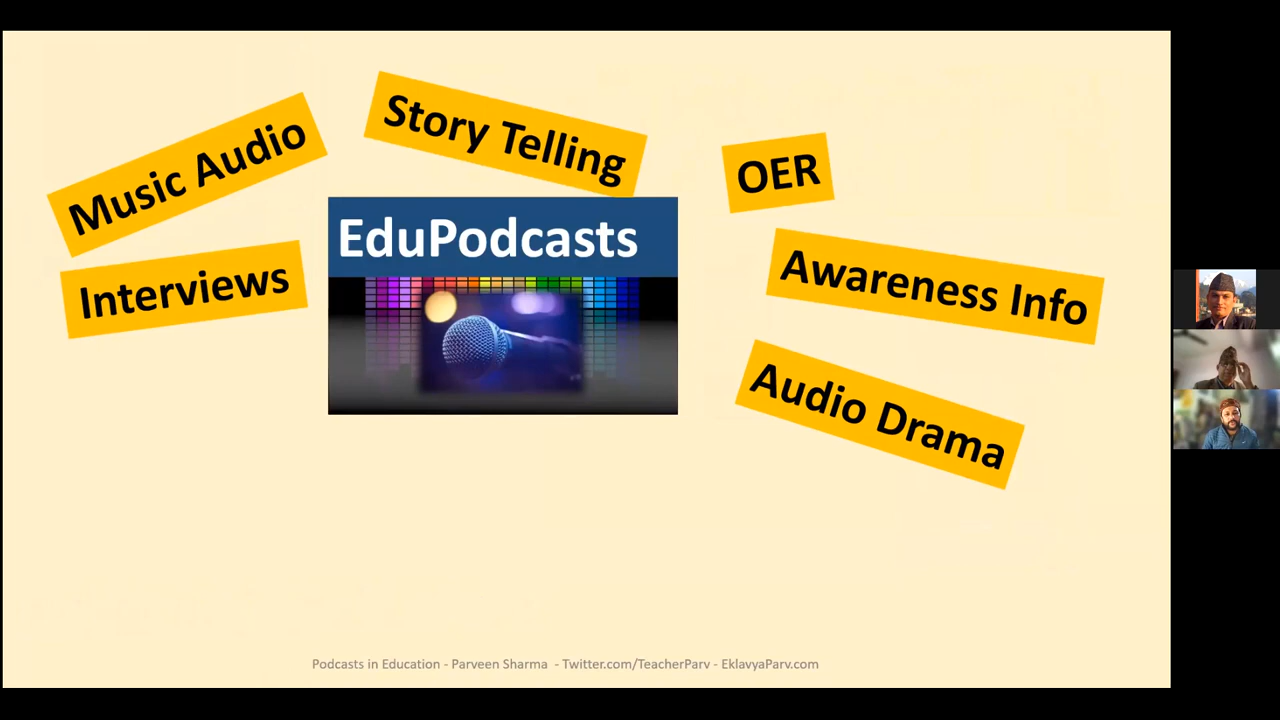 Music Audio
Story Telling
OER
Interviews
EduPodcasts
Awareness Info
Audio Drama
Podcasts in Education - Parveen Sharma - Twitter.com/TeacherParv - EklavyaParv.com